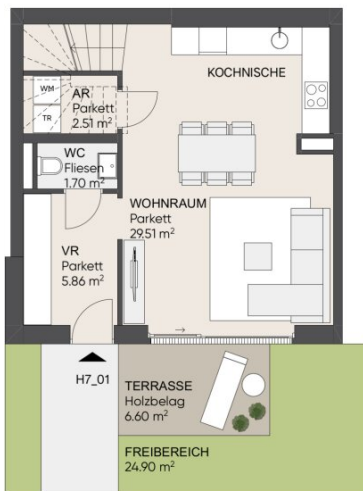 KOCHNISCHE
WM
TR
AR
Parkett
2.51 m²
WC
Fliesen
1.70 m²
WOHNRAUM
Parkett
29.51 m²
VR
Parkett
5.86 m²
H7_01
TERRASSE
Holzbelag
6.60 m²
FREIBEREICH
24.90 m²